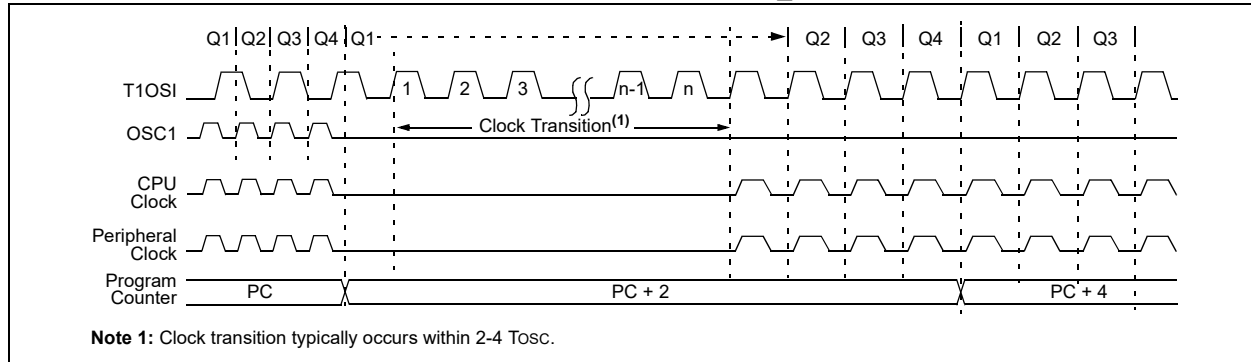 Q1 Q2 Q3 Q4 Q1 Q2 Q3 Q4 Q1 Q2 Q3
T1OSI 1 2 3 n-1 n
OSC1 Clock Transition(1)
CPU
Clock
Peripheral
Clock
Program
Counter PC PC + 2 PC + 4
Note 1: Clock transition typically occurs within 2-4 TOSC.